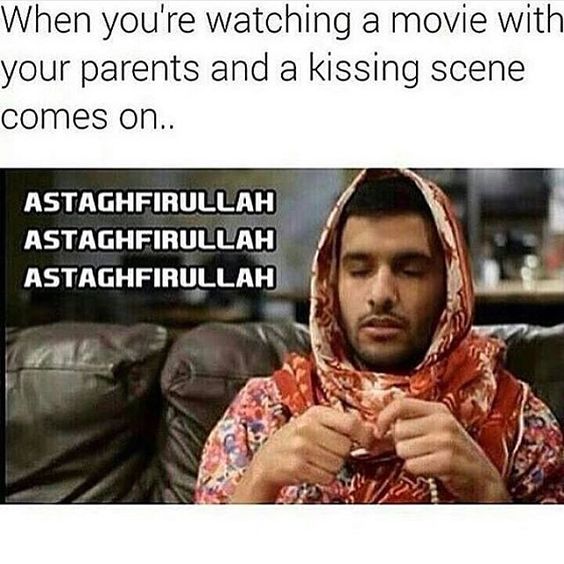 When you're watching a movie with
your parents and a kissing scene
comes on..
ASTAGHFIRULLAH
ASTAGHFIRULLAH
ASTAGHFIRULLAH